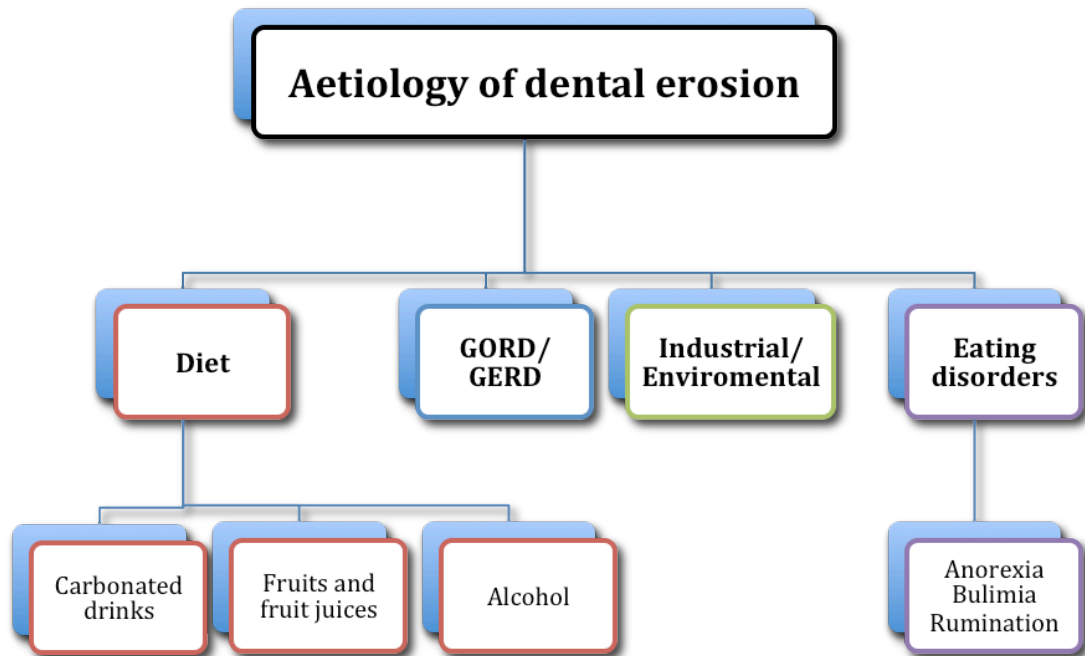 Aetiology of dental erosion
Diet
GORD/
GERD
Industrial/
Enviromental
Eating
disorders
Carbonated
drinks
Fruits and
fruit juices
Alcohol
Anorexia
Bulimia
Rumination